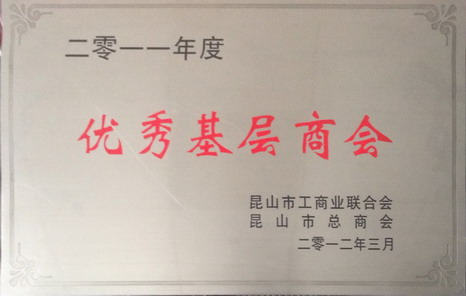 二零一一年度
优秀基层商会
昆山市工商业联合会
昆山市总商会
二零一二年三月